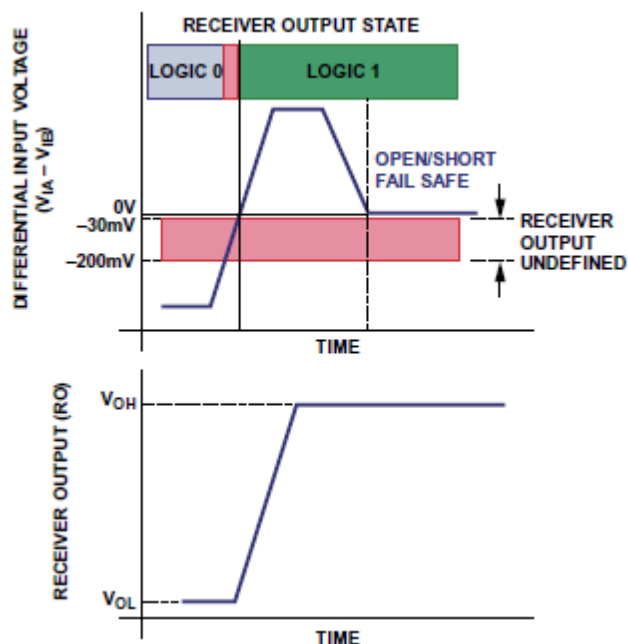 RECEIVER OUTPUT STATE
LOGIC 0
LOGIC 1
DIFFERENTIAL INPUT VOLTAGE
(VIA – VIB)
OPEN/SHORT
FAIL SAFE
0V
–30mV
–200mV
RECEIVER
OUTPUT
UNDEFINED
TIME
RECEIVER OUTPUT (RO)
VOH
VOL
TIME